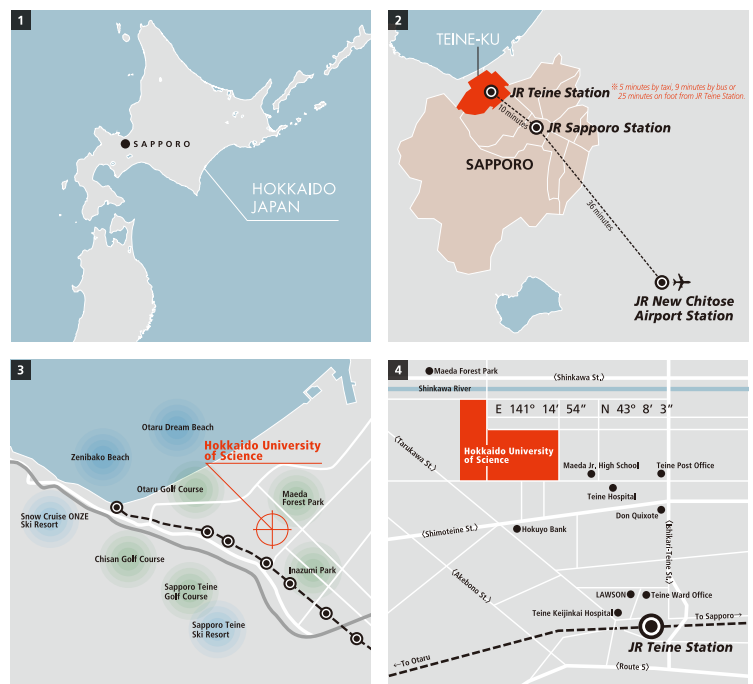 1
SAPPORO
HOKKAIDO
JAPAN
2
TEINE-KU
JR Teine Station
※ 5 minutes by taxi, 9 minutes by bus or
25 minutes on foot from JR Teine Station.
10 minutes
JR Sapporo Station
SAPPORO
36 minutes
JR New Chitose
Airport Station
3
Otaru Dream Beach
Hokkaido University
of Science
Zenibako Beach
Otaru Golf Course
Maeda
Forest Park
Snow Cruise ONZE
Ski Resort
Chisan Golf Course
Inazumi Park
Sapporo Teine
Golf Course
Sapporo Teine
Ski Resort
4
Maeda Forest Park
(Shinkawa St.)
Shinkawa River
E 141° 14′ 54″ N 43° 8′ 3″
(Tarukawa St.)
Hokkaido University
of Science
Maeda Jr, High School
Teine Post Office
Teine Hospital
Don Quixote
(Shimoteine St.)
Hokuyo Bank
(Ishikari-Teine St.)
(Akebono St.)
LAWSON
Teine Ward Office
Teine Keijinkai Hospital
To Sapporo→
JR Teine Station
←To Otaru
(Route 5)